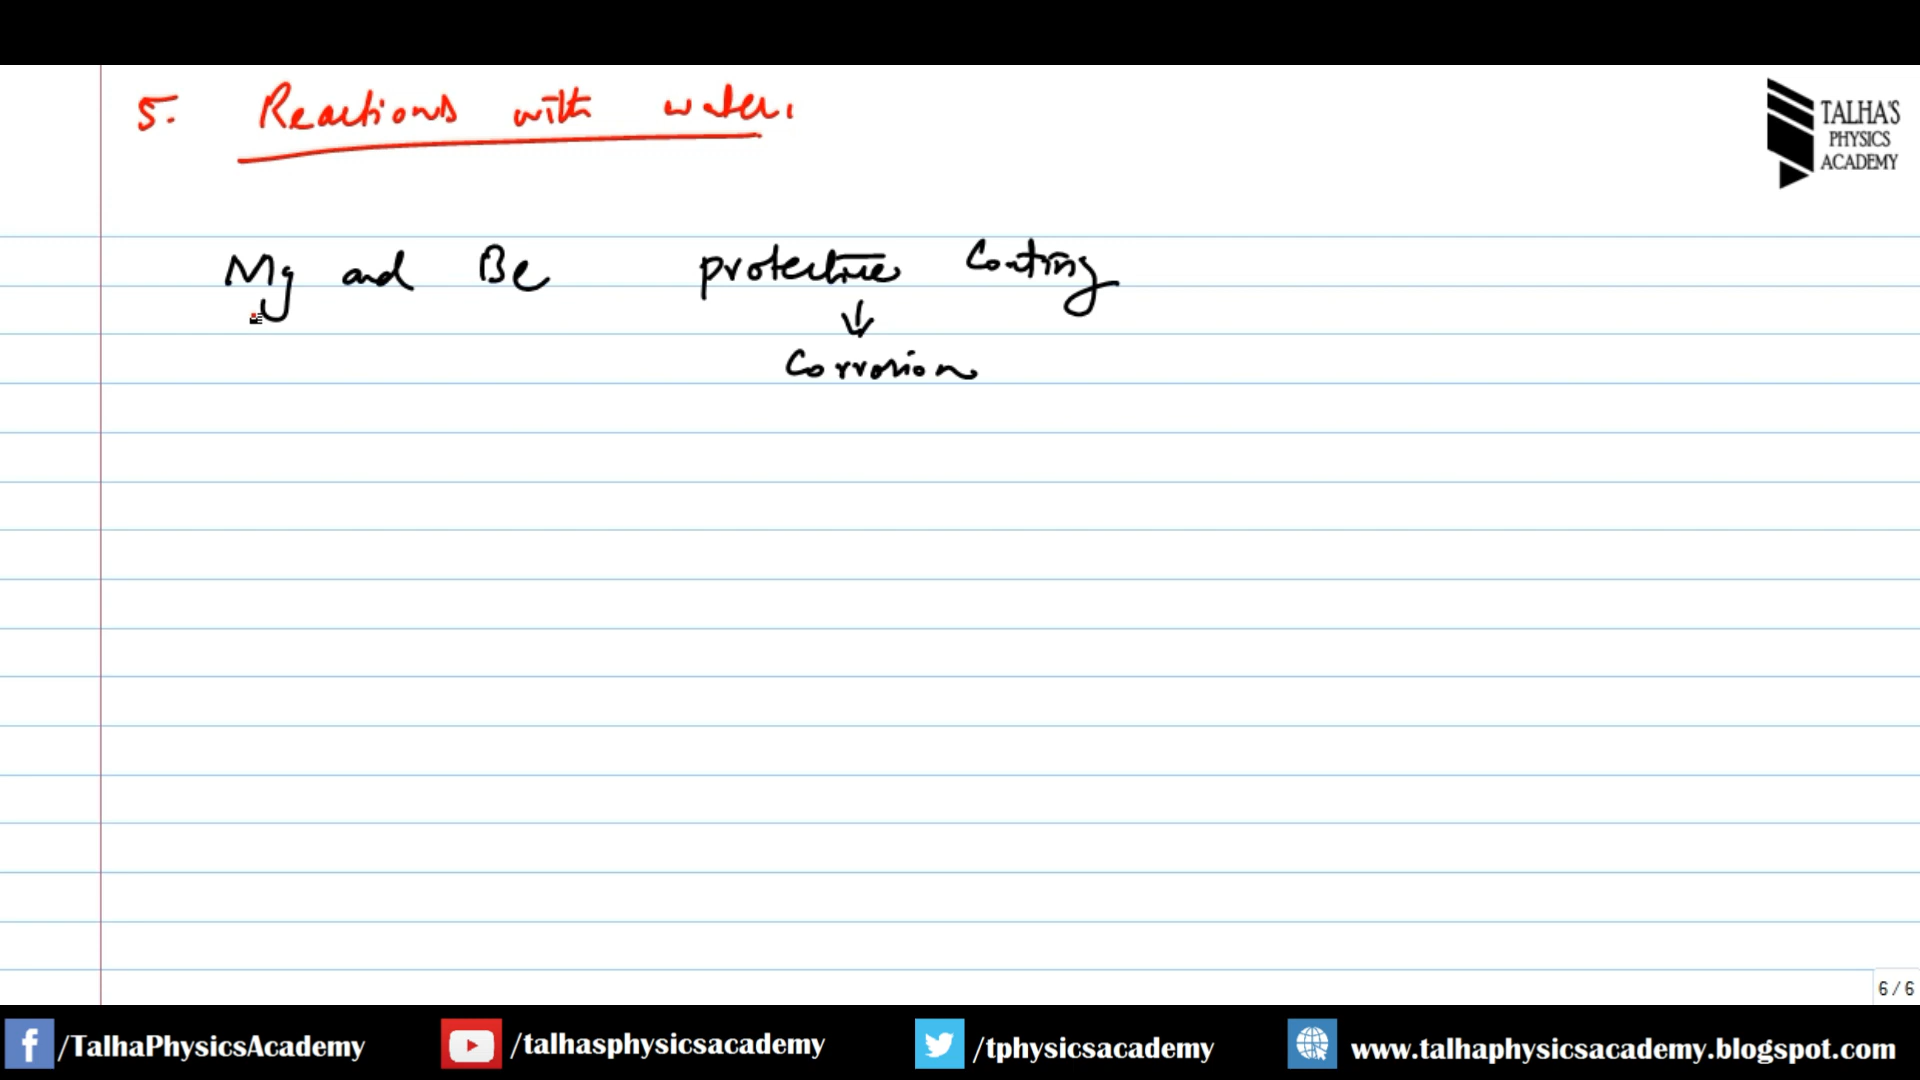 5. Reactions with water.
TALHA'S
PHYSICS
ACADEMY
Mg and Be protective Coating
↓
Corrosion
6/6
/TalhaPhysicsAcademy /talhasphysicsacademy /tphysicsacademy www.talhaphysicsacademy.blogspot.com